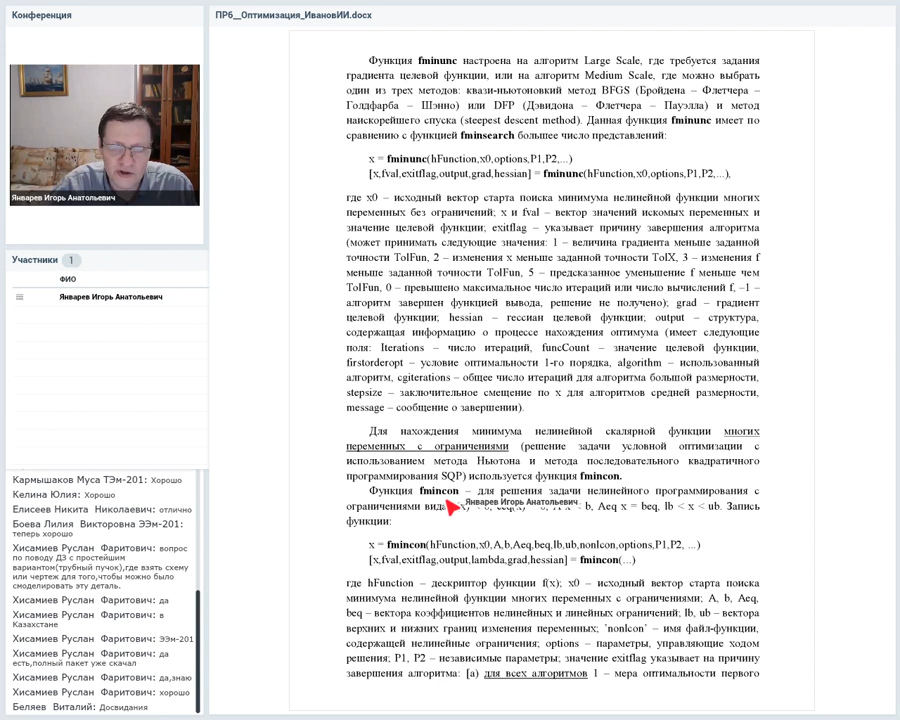 Конференция
ПР6__Оптимизация_ИвановИИ.docx
Январев Игорь Анатольевич
Участники 1
ФИО
Январев Игорь Анатольевич
Кармышаков Муса ТЭм-201: Хорошо
Келина Юлия: Хорошо
Елисеев Никита Николаевич: отлично
Боева Лилия Викторовна ЭЭм-201:
теперь хорошо
Хисамиев Руслан Фаритович: вопрос
по поводу ДЗ с простейшим
вариантом(трубный пучок),где взять схему
или чертеж для того,чтобы можно было
смоделировать эту деталь.
Хисамиев Руслан Фаритович: да
Хисамиев Руслан Фаритович: в
Казахстане
Хисамиев Руслан Фаритович: ЭЭм-201
Хисамиев Руслан Фаритович: да
есть,полный пакет уже скачал
Хисамиев Руслан Фаритович: да,знаю
Хисамиев Руслан Фаритович: хорошо
Беляев Виталий: Досвидания
Функция fminunc настроена на алгоритм Large Scale, где требуется задания
градиента целевой функции, или на алгоритм Medium Scale, где можно выбрать
один из трех методов: квази-ньютоновкий метод BFGS (Бройдена – Флетчера –
Голдфарба – Шэнно) или DFP (Дэвидона – Флетчера – Пауэлла) и метод
наискорейшего спуска (steepest descent method). Данная функция fminunc имеет по
сравнению с функцией fminsearch большее число представлений:
x = fminunc(hFunction,x0,options,P1,P2,...)
[x,fval,exitflag,output,grad,hessian] = fminunc(hFunction,x0,options,P1,P2,...),
где x0 – исходный вектор старта поиска минимума нелинейной функции многих
переменных без ограничений; x и fval – вектор значений искомых переменных и
значение целевой функции; exitflag – указывает причину завершения алгоритма
(может принимать следующие значения: 1 – величина градиента меньше заданной
точности TolFun, 2 – изменения x меньше заданной точности TolX, 3 – изменения f
меньше заданной точности TolFun, 5 – предсказанное уменьшение f меньше чем
TolFun, 0 – превышено максимальное число итераций или число вычислений f, –1 –
алгоритм завершен функцией вывода, решение не получено); grad – градиент
целевой функции; hessian – гессиан целевой функции; output – структура,
содержащая информацию о процессе нахождения оптимума (имеет следующие
поля: Iterations – число итераций, funcCount – значение целевой функции,
firstorderopt – условие оптимальности 1-го порядка, algorithm – использованный
алгоритм, cgiterations – общее число итераций для алгоритма большой размерности,
stepsize – заключительное смещение по x для алгоритмов средней размерности,
message – сообщение о завершении).
Для нахождения минимума нелинейной скалярной функции многих
переменных с ограничениями (решение задачи условной оптимизации с
использованием метода Ньютона и метода последовательного квадратичного
программирования SQP) используется функция fmincon.
Функция fmincon – для решения задачи нелинейного программирования с
ограничениями вида b, Aeq x = beq, lb < x < ub. Запись
Январев Игорь Анатольевич
функции:
x = fmincon(hFunction,x0,A,b,Aeq,beq,lb,ub,nonlcon,options,P1,P2, ...)
[x,fval,exitflag,output,lambda,grad,hessian] = fmincon(...)
где hFunction – дескриптор функции f(x); x0 – исходный вектор старта поиска
минимума нелинейной функции многих переменных с ограничениями; A, b, Aeq,
beq – вектора коэффициентов нелинейных и линейных ограничений; lb, ub – вектора
верхних и нижних границ изменения переменных; 'nonlcon' – имя файл-функции,
содержащей нелинейные ограничения; options – параметры, управляющие ходом
решения; P1, P2 – независимые параметры; значение exitflag указывает на причину
завершения алгоритма: [а) для всех алгоритмов 1 – мера оптимальности первого